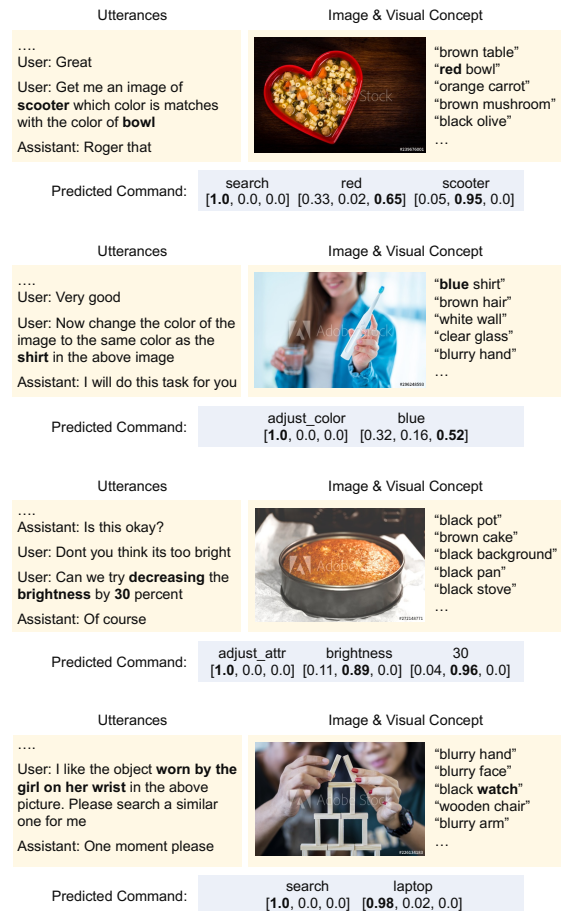 Utterances
Image & Visual Concept
....
User: Great
User: Get me an image of
scooter which color is matches
with the color of bowl
Assistant: Roger that
Adobe Stock
"brown table"
"red bowl"
"orange carrot"
"brown mushroom"
"black olive"
...
Predicted Command:
search red scooter
[1.0, 0.0, 0.0] [0.33, 0.02, 0.65] [0.05, 0.95, 0.0]
Utterances
Image & Visual Concept
....
User: Very good
User: Now change the color of the
image to the same color as the
shirt in the above image
Assistant: I will do this task for you
Adobe Stock
"blue shirt"
"brown hair"
"white wall"
"clear glass"
"blurry hand"
...
Predicted Command:
adjust_color blue
[1.0, 0.0, 0.0] [0.32, 0.16, 0.52]
Utterances
Image & Visual Concept
....
Assistant: Is this okay?
User: Dont you think its too bright
User: Can we try decreasing the
brightness by 30 percent
Assistant: Of course
Adobe Stock
"black pot"
"brown cake"
"black background"
"black pan"
"black stove"
...
Predicted Command:
adjust_attr brightness 30
[1.0, 0.0, 0.0] [0.11, 0.89, 0.0] [0.04, 0.96, 0.0]
Utterances
Image & Visual Concept
....
User: I like the object worn by the
girl on her wrist in the above
picture. Please search a similar
one for me
Assistant: One moment please
Adobe Stock
"blurry hand"
"blurry face"
"black watch"
"wooden chair"
"blurry arm"
...
Predicted Command:
search laptop
[1.0, 0.0, 0.0] [0.98, 0.02, 0.0]